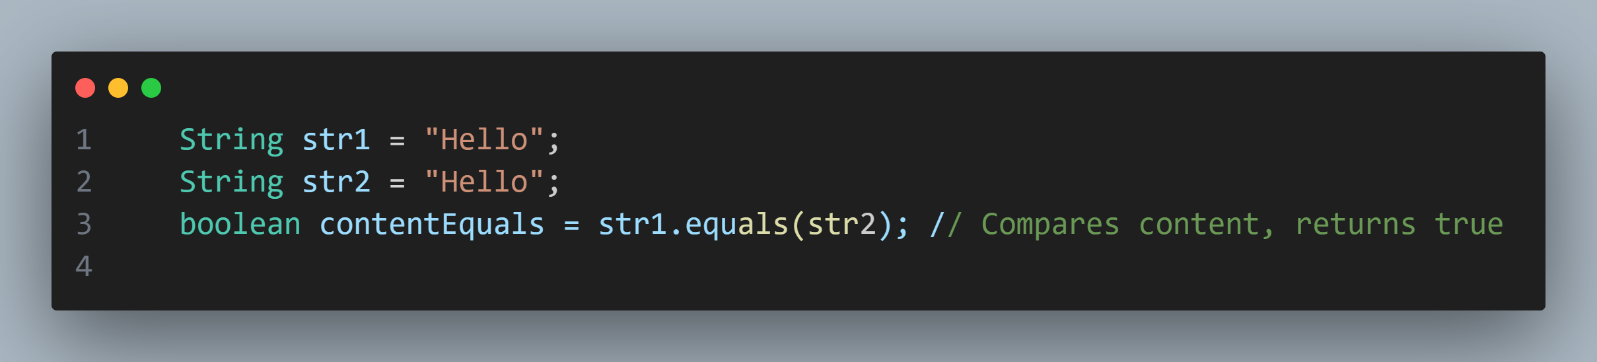 1 String str1 = "Hello";
2 String str2 = "Hello";
3 boolean contentEquals = str1.equals(str2); // Compares content, returns true
4